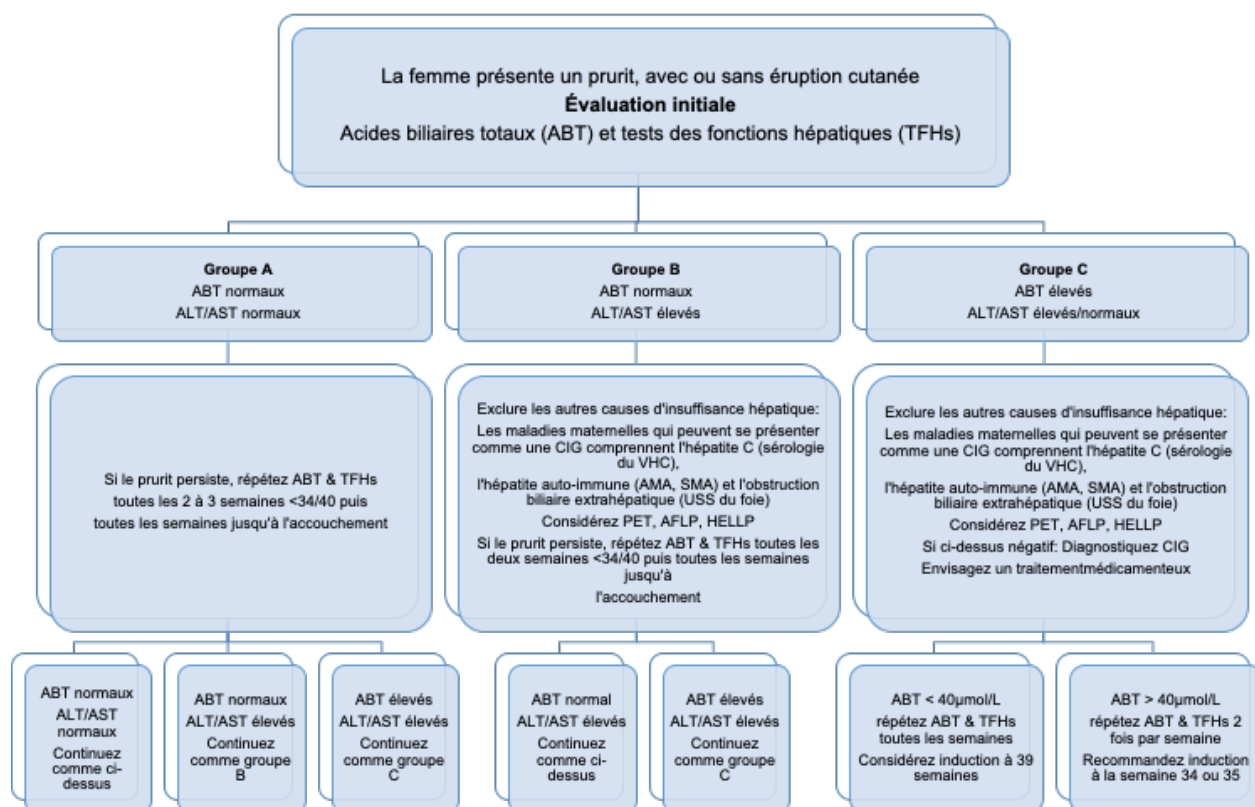 La femme présente un prurit, avec ou sans éruption cutanée
Évaluation initiale
Acides biliaires totaux (ABT) et tests des fonctions hépatiques (TFHs)
Groupe A
ABT normaux
ALT/AST normaux
Groupe B
ABT normaux
ALT/AST élevés
Groupe C
ABT élevés
ALT/AST élevés/normaux
Si le prurit persiste, répétez ABT & TFHs
toutes les 2 à 3 semaines <34/40 puis
toutes les semaines jusqu'à l'accouchement
Exclure les autres causes d'insuffisance hépatique:
Les maladies maternelles qui peuvent se présenter
comme une CIG comprennent l'hépatite C (sérologie
du VHC),
l'hépatite auto-immune (AMA, SMA) et l'obstruction
biliaire extrahépatique (USS du foie)
Considérez PET, AFLP, HELLP
Si le prurit persiste, répétez ABT & TFHs toutes les
deux semaines <34/40 puis toutes les semaines
jusqu'à
l'accouchement
Exclure les autres causes d'insuffisance hépatique:
Les maladies maternelles qui peuvent se présenter
comme une CIG comprennent l'hépatite C (sérologie
du VHC),
l'hépatite auto-immune (AMA, SMA) et l'obstruction
biliaire extrahépatique (USS du foie)
Considérez PET, AFLP, HELLP
Si ci-dessus négatif: Diagnostiquez CIG
Envisagez un traitementmédicamenteux
ABT normaux
ALT/AST
normaux
Continuez
comme ci-
dessus
ABT normaux
ALT/AST élevés
Continuez
comme groupe
B
ABT élevés
ALT/AST élevés
Continuez
comme groupe
C
ABT normal
ALT/AST élevés
Continuez
comme ci-
dessus
ABT élevés
ALT/AST élevés
Continuez
comme groupe
C
ABT < 40µmol/L
répétez ABT & TFHs
toutes les semaines
Considérez induction à 39
semaines
ABT > 40µmol/L
répétez ABT & TFHs 2
fois par semaine
Recommandez induction
à la semaine 34 ou 35